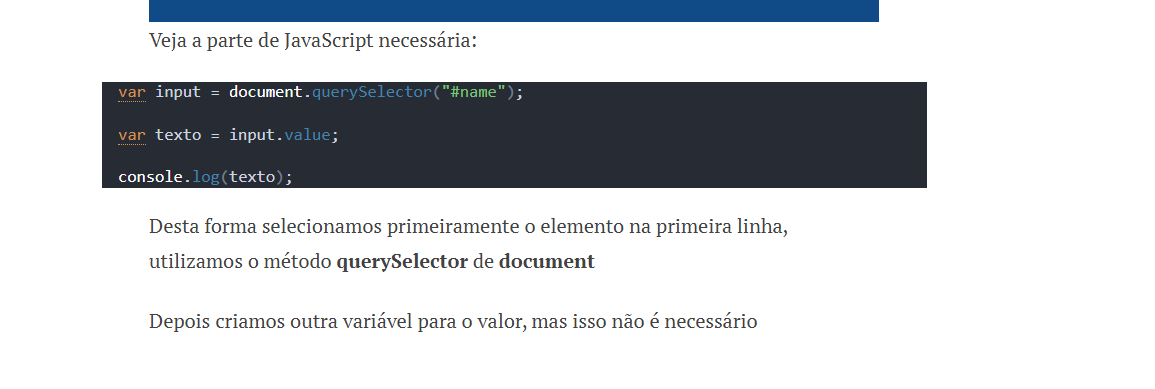 Veja a parte de JavaScript necessária:
var input = document.querySelector("#name");
var texto = input.value;
console.log(texto);
Desta forma selecionamos primeiramente o elemento na primeira linha,
utilizamos o método querySelector de document
Depois criamos outra variável para o valor, mas isso não é necessário